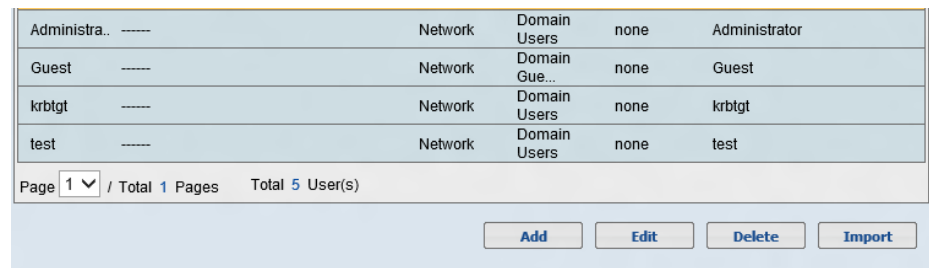 Administra.. ------ Network Domain Users none Administrator
Guest ------ Network Domain Gue... none Guest
krbtgt ------ Network Domain Users none krbtgt
test ------ Network Domain Users none test
Page 1 / Total 1 Pages Total 5 User(s)
Add Edit Delete Import